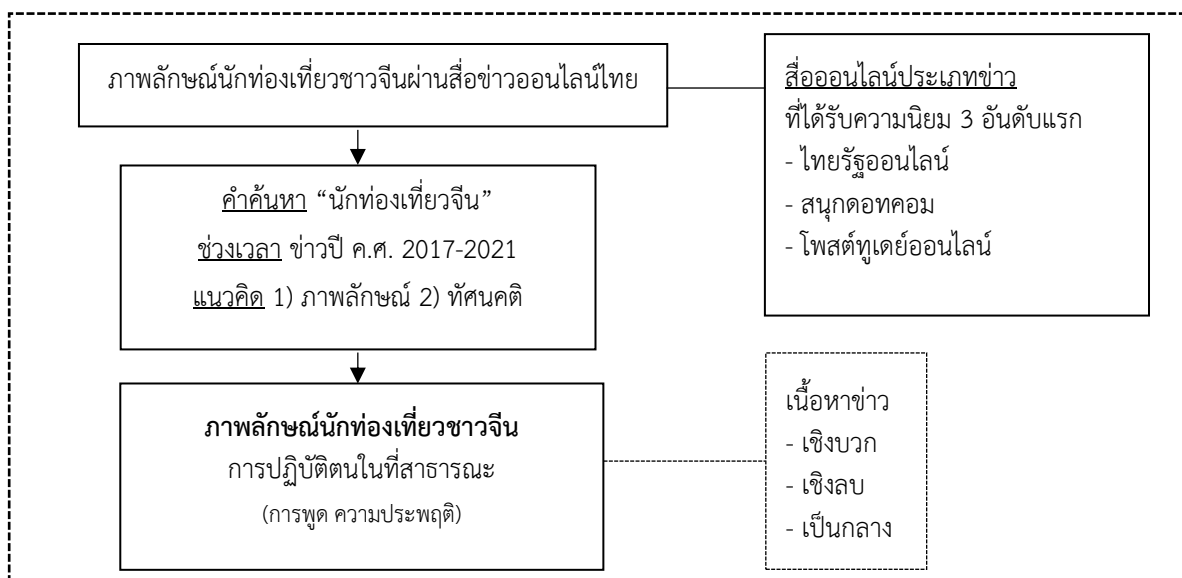 ภาพลักษณ์นักท่องเที่ยวชาวจีนผ่านสื่อข่าวออนไลน์ไทย
สื่อออนไลน์ประเภทข่าว
ที่ได้รับความนิยม 3 อันดับแรก
- ไทยรัฐออนไลน์
- สนุกดอทคอม
- โพสต์ทูเดย์ออนไลน์
คำค้นหา “นักท่องเที่ยวจีน”
ช่วงเวลา ข่าวปี ค.ศ. 2017-2021
แนวคิด 1) ภาพลักษณ์ 2) ทัศนคติ
ภาพลักษณ์นักท่องเที่ยวชาวจีน
การปฏิบัติตนในที่สาธารณะ
(การพูด ความประพฤติ)
เนื้อหาข่าว
- เชิงบวก
- เชิงลบ
- เป็นกลาง